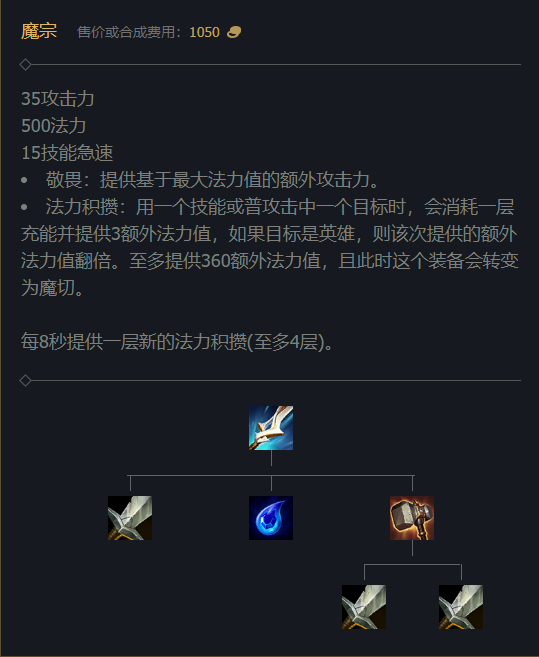 魔宗 售价或合成费用：1050
35攻击力
500法力
15技能急速
• 敬畏：提供基于最大法力值的额外攻击力。
• 法力积攒：用一个技能或普攻击中一个目标时，会消耗一层
充能并提供3额外法力值，如果目标是英雄，则该次提供的额外
法力值翻倍。至多提供360额外法力值，且此时这个装备会转变
为魔切。
每8秒提供一层新的法力积攒(至多4层)。